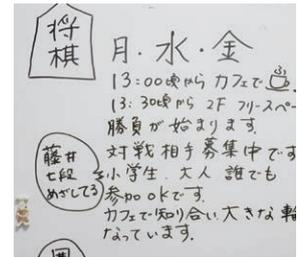 将棋
月・水・金
13:00頃から カフェで
13:30頃から 2F フリースペー
勝負が始まります。
対戦相手募集中です
藤井
七段
めざしてる
小学生、大人 誰でも
参加OKです。
カフェで知り合い、大きな輪
なっています。